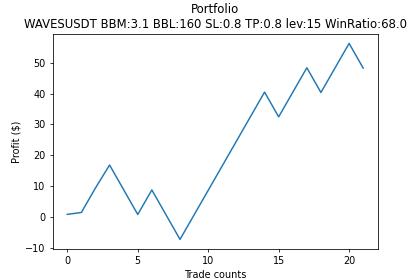 Portfolio
WAVESUSDT BBM:3.1 BBL:160 SL:0.8 TP:0.8 lev:15 WinRatio:68.0
Profit ($)
50
40
30
20
10
0
−10
0 5 10 15 20
Trade counts